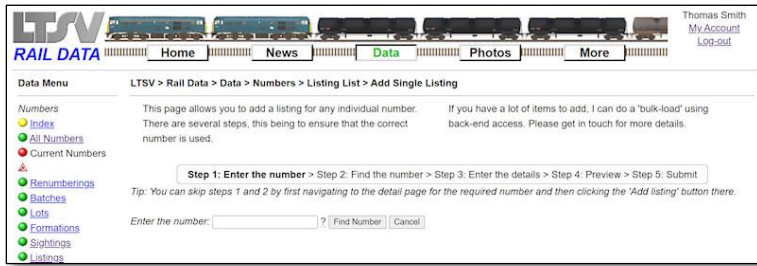 LTSV
RAIL DATA
Home
News
Data
Photos
More
Thomas Smith
My Account
Log-out
Data Menu
Numbers
Index
All Numbers
Current Numbers
Renumberings
Batches
Lots
Formations
Sightings
Listings
LTSV > Rail Data > Data > Numbers > Listing List > Add Single Listing
This page allows you to add a listing for any individual number.
There are several steps, this being to ensure that the correct
number is used.
If you have a lot of items to add, I can do a 'bulk-load' using
back-end access. Please get in touch for more details.
Step 1: Enter the number > Step 2: Find the number > Step 3: Enter the details > Step 4: Preview > Step 5: Submit
Tip: You can skip steps 1 and 2 by first navigating to the detail page for the required number and then clicking the 'Add listing' button there.
Enter the number: ? Find Number Cancel